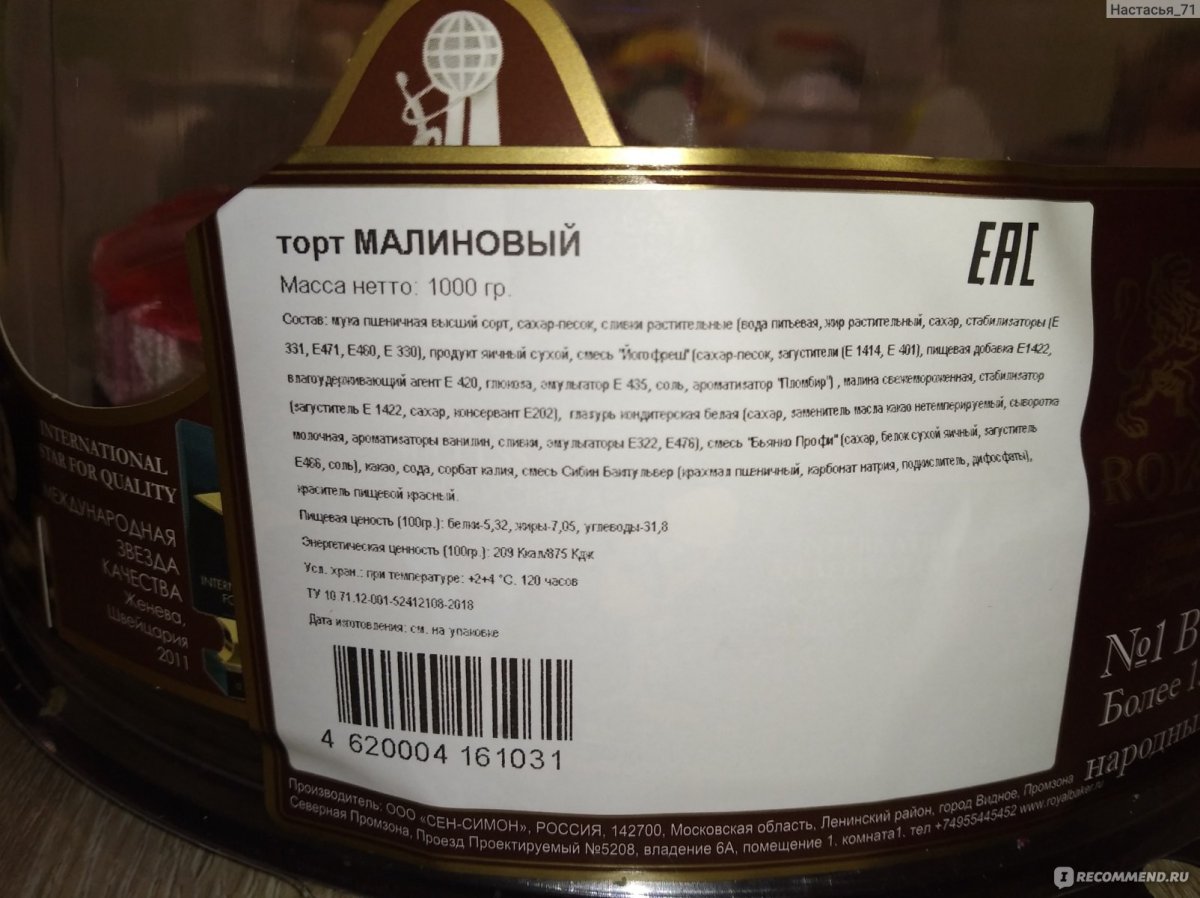 Настасья_71
торт МАЛИНОВЫЙ
EAC
Масса нетто: 1000 гр.
Состав: мука пшеничная высший сорт, сахар-песок, сливки растительные (вода питьевая, жир растительный, сахар, стабилизаторы (Е
331, Е471, Е460, Е 330), продукт яичный сухой, смесь "Йогофреш" (сахар-песок, загустители (Е 1414, Е 401), пищевая добавка Е1422,
влагоудерживающий агент Е 420, глюкоза, эмульгатор Е 435, соль, ароматизатор "Пломбир") , малина свежемороженная, стабилизатор
(загуститель Е 1422, сахар, консервант Е202), глазурь кондитерская белая (сахар, заменитель масла какао нетемперируемый, сыворотка
молочная, ароматизаторы ванилин, сливки, эмульгаторы Е322, Е476), смесь "Бьянко Профи" (сахар, белок сухой яичный, загуститель
Е466, соль), какао, сода, сорбат калия, смесь Сибин Бакпульвер (крахмал пшеничный, карбонат натрия, подкислитель, дифосфаты),
краситель пищевой красный.
Пищевая ценость (100гр.): белки-5,32, жиры-7,05, углеводы-31,8
Энергетическая ценность (100гр.): 209 Ккал/875 Кдж
Усл. хран.: при температуре: +2+4 °С. 120 часов
ТУ 10.71.12-001-52412108-2018
Дата изготовления: см. на упаковке
4 620004 161031
INTERNATIONAL
STAR FOR QUALITY
МЕЖДУНАРОДНАЯ
ЗВЕЗДА
КАЧЕСТВА
Женева,
Швейцария
2011
№1 В
Более 1
народны
Производитель: ООО «СЕН-СИМОН», РОССИЯ, 142700, Московская область, Ленинский район, город Видное, Промзона
Северная Промзона, Проезд Проектируемый №5208, владение 6А, помещение 1. комната1. тел +74955445452 www.royalbaker.ru
IRECOMMEND.RU